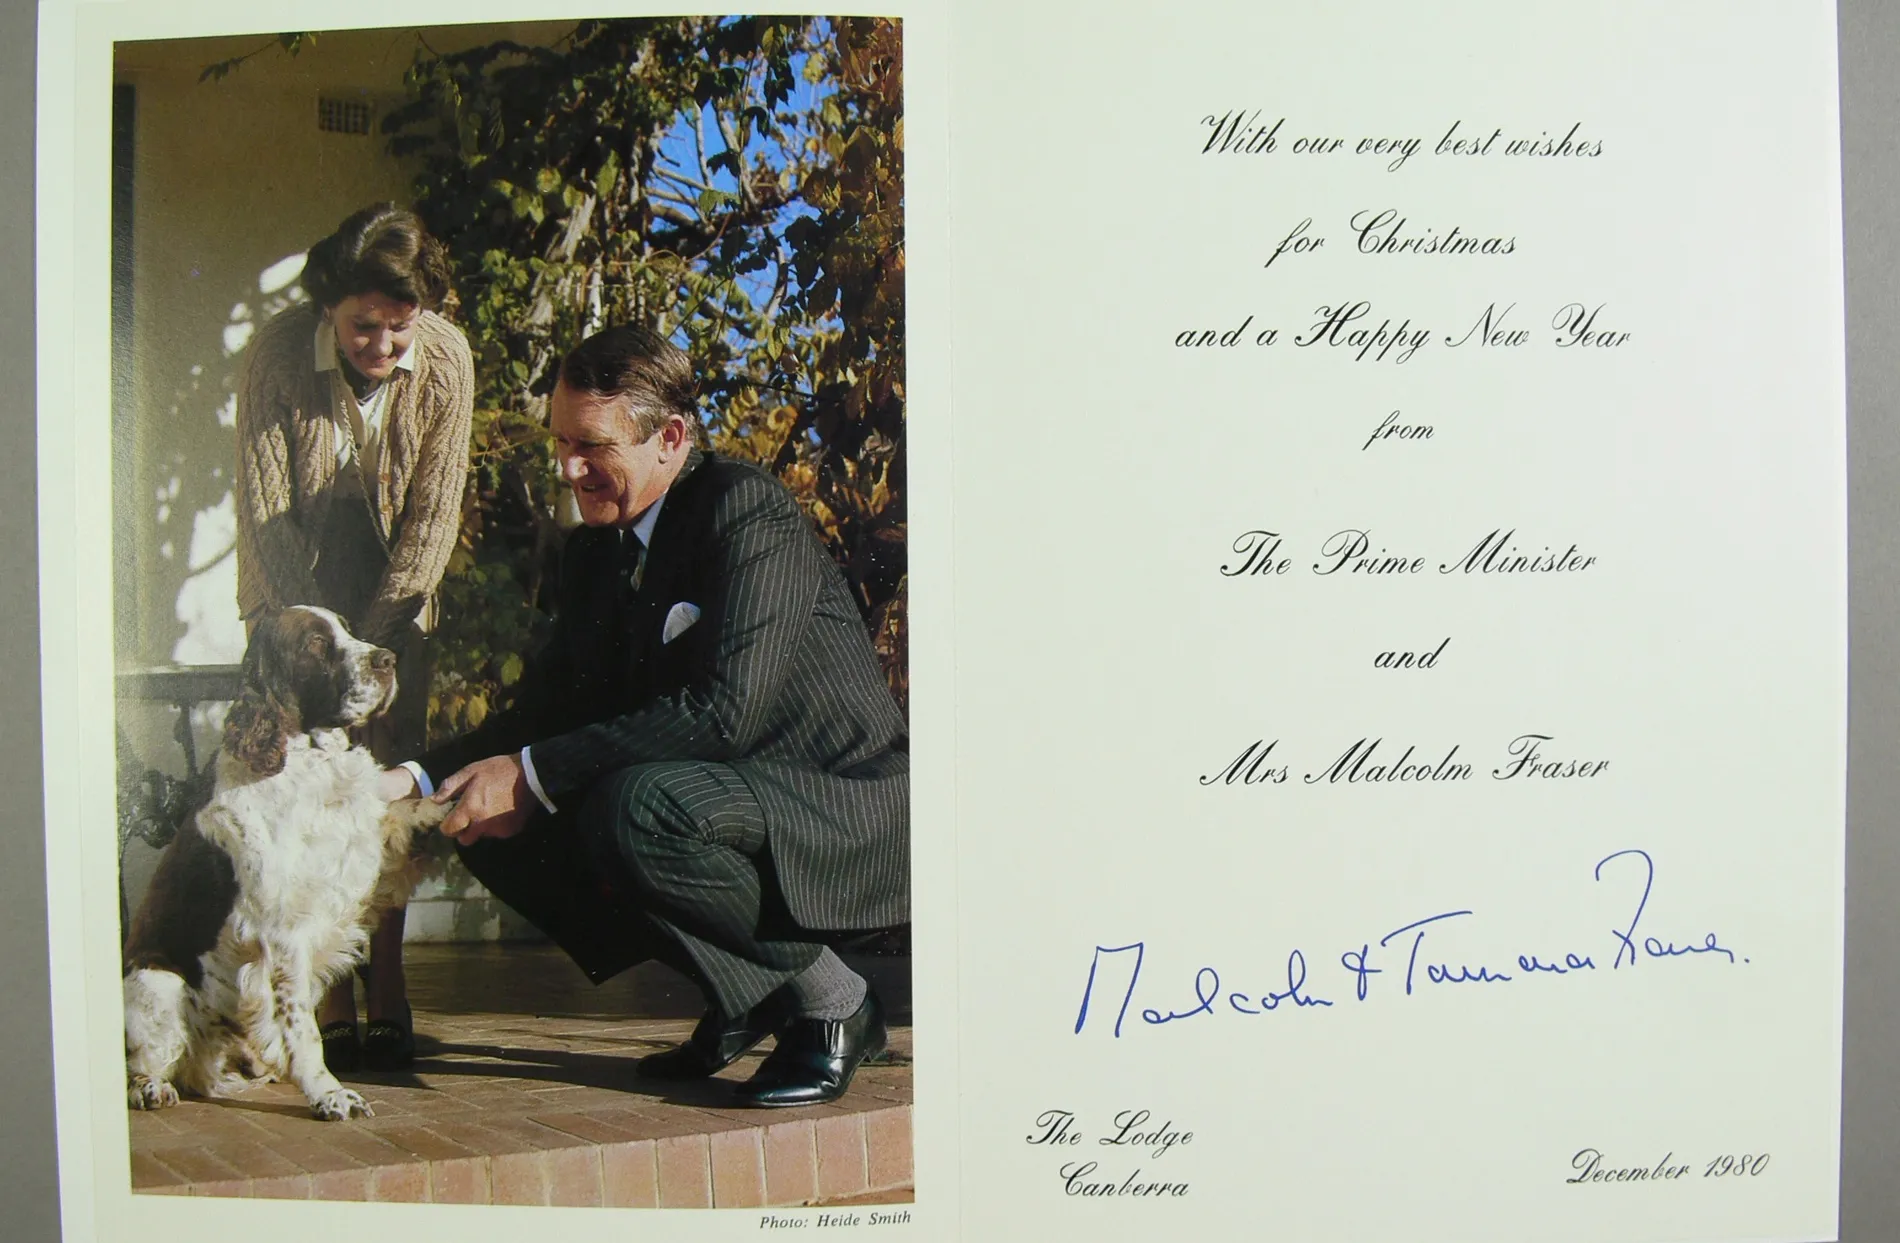 With our very best wishes
for Christmas
and a Happy New Year
from
The Prime Minister
and
Mrs Malcolm Fraser
Malcolm & Tamara Fraser.
The Lodge
Canberra
December 1980
Photo: Heide Smith